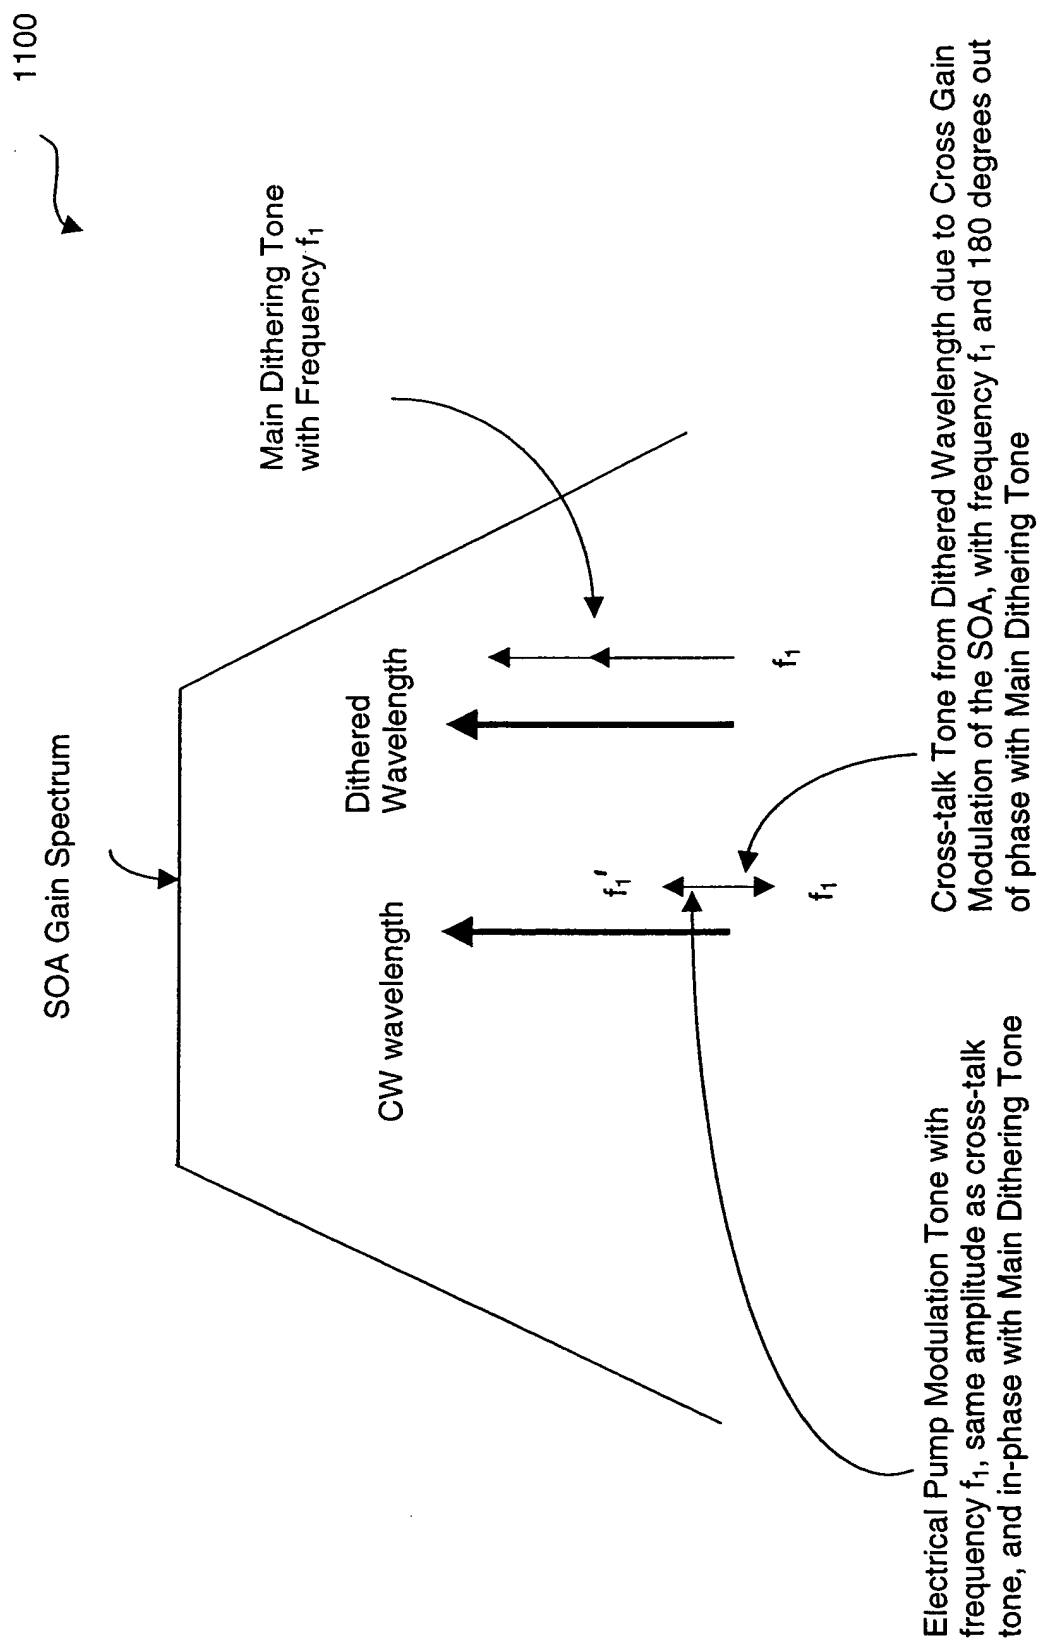 1100
SOA Gain Spectrum
Main Dithering Tone
with Frequency f₁
Dithered
Wavelength
CW wavelength
f₁'
f₁
f₁
Electrical Pump Modulation Tone with
frequency f₁, same amplitude as cross-talk
tone, and in-phase with Main Dithering Tone
Cross-talk Tone from Dithered Wavelength due to Cross Gain
Modulation of the SOA, with frequency f₁ and 180 degrees out
of phase with Main Dithering Tone